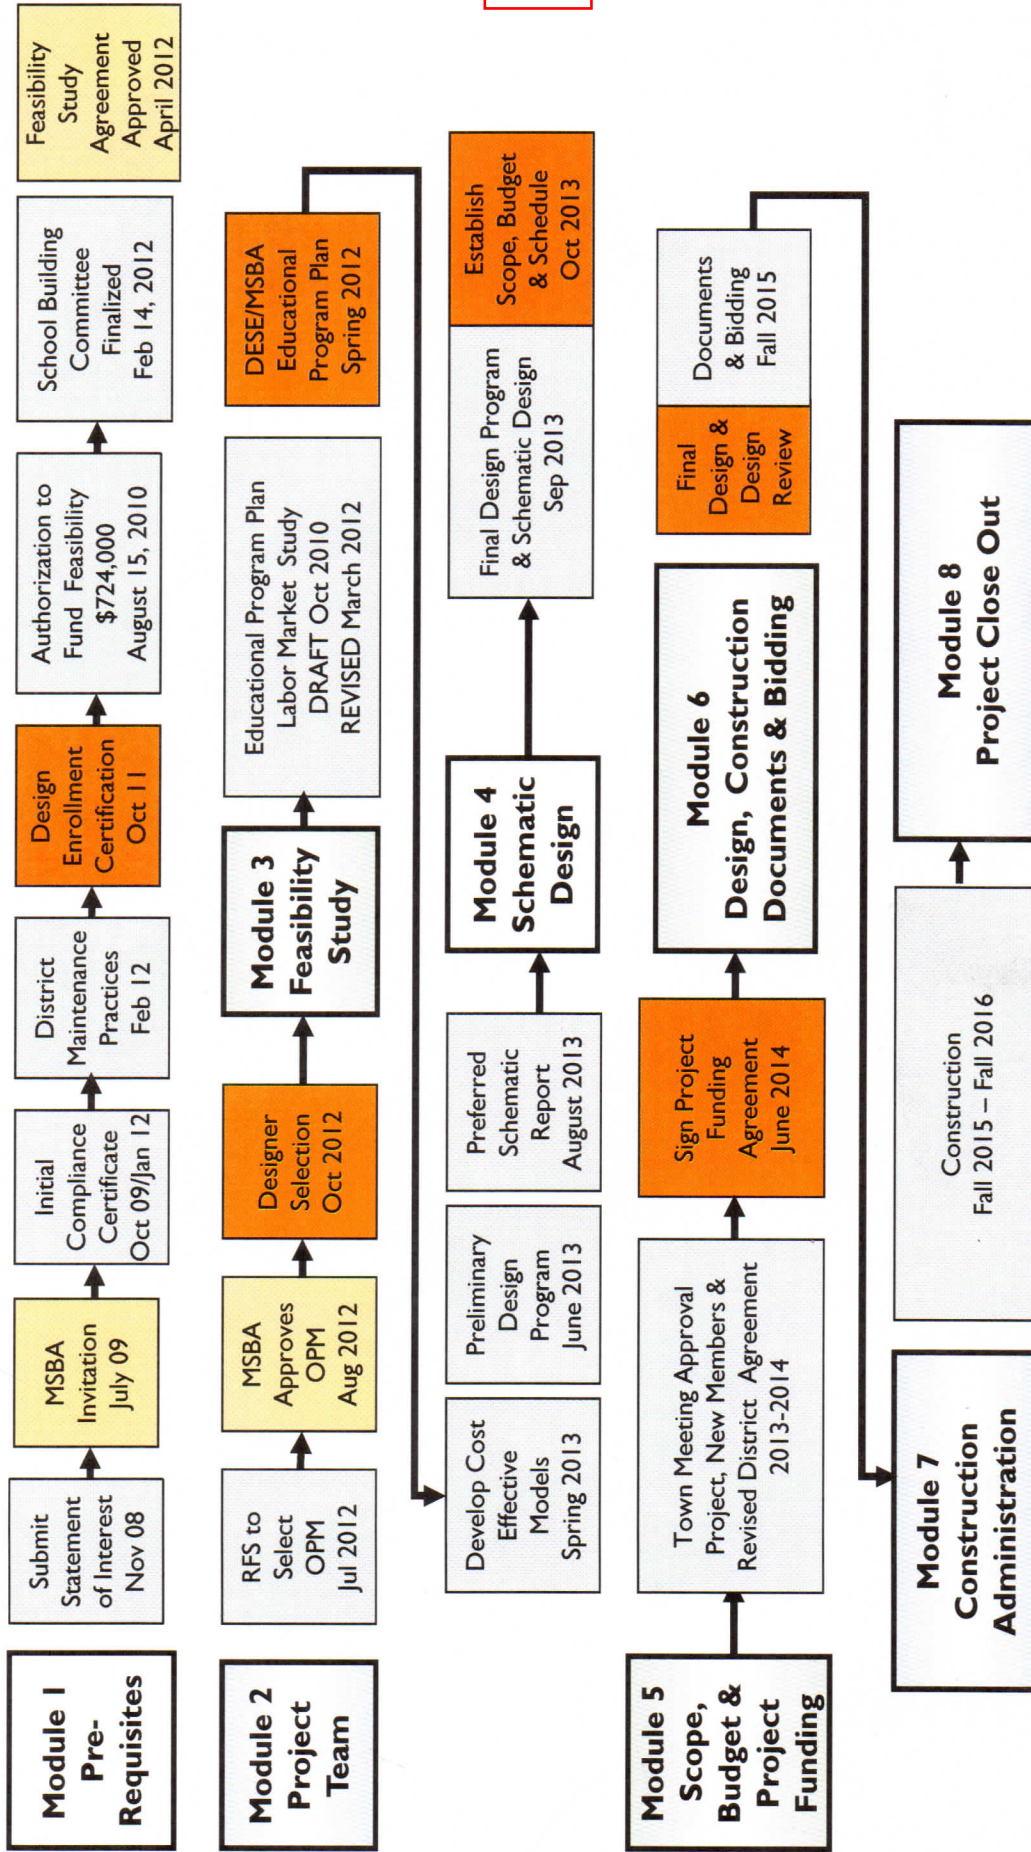 Module 1
Pre-
Requisites
Submit
Statement
of Interest
Nov 08
MSBA
Invitation
July 09
Initial
Compliance
Certificate
Oct 09/Jan 12
District
Maintenance
Practices
Feb 12
Design
Enrollment
Certification
Oct 11
Authorization to
Fund Feasibility
$724,000
August 15, 2010
School Building
Committee
Finalized
Feb 14, 2012
Feasibility
Study
Agreement
Approved
April 2012
Module 2
Project
Team
RFS to
Select
OPM
Jul 2012
MSBA
Approves
OPM
Aug 2012
Designer
Selection
Oct 2012
Module 3
Feasibility
Study
Educational Program Plan
Labor Market Study
DRAFT Oct 2010
REVISED March 2012
DESE/MSBA
Educational
Program Plan
Spring 2012
Develop Cost
Effective
Models
Spring 2013
Preliminary
Design
Program
June 2013
Preferred
Schematic
Report
August 2013
Module 4
Schematic
Design
Final Design Program
& Schematic Design
Sep 2013
Establish
Scope, Budget
& Schedule
Oct 2013
Module 5
Scope,
Budget &
Project
Funding
Town Meeting Approval
Project, New Members &
Revised District Agreement
2013-2014
Sign Project
Funding
Agreement
June 2014
Module 6
Design, Construction
Documents & Bidding
Final
Design &
Design
Review
Documents
& Bidding
Fall 2015
Module 7
Construction
Administration
Construction
Fall 2015 – Fall 2016
Module 8
Project Close Out